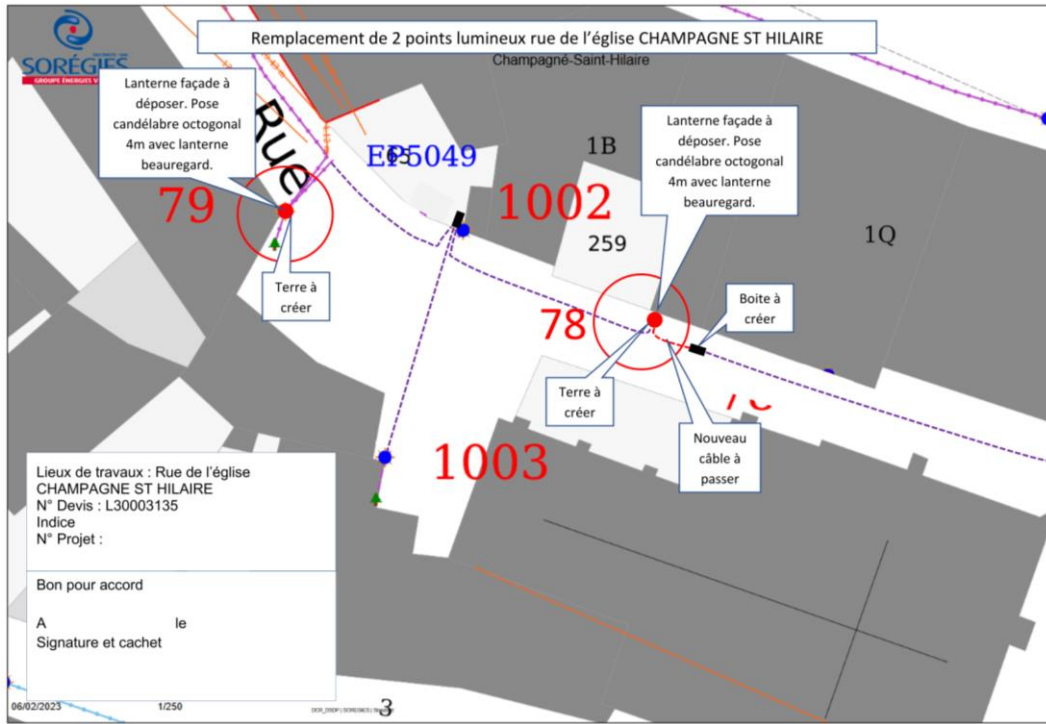 SORÉGIES
Remplacement de 2 points lumineux rue de l'église CHAMPAGNE ST HILAIRE
Champagné-Saint-Hilaire
Lanterne façade à
déposer. Pose
candélabre octogonal
4m avec lanterne
beauregard.
Rue
EP5049
79
1002
1B
Lanterne façade à
déposer. Pose
candélabre octogonal
4m avec lanterne
beauregard.
259
1Q
Terre à
créer
78
Boite à
créer
Terre à
créer
Nouveau
câble à
passer
1003
Lieux de travaux : Rue de l'église
CHAMPAGNE ST HILAIRE
N° Devis : L30003135
Indice
N° Projet :
Bon pour accord
A le
Signature et cachet
06/02/2023
1/250
3